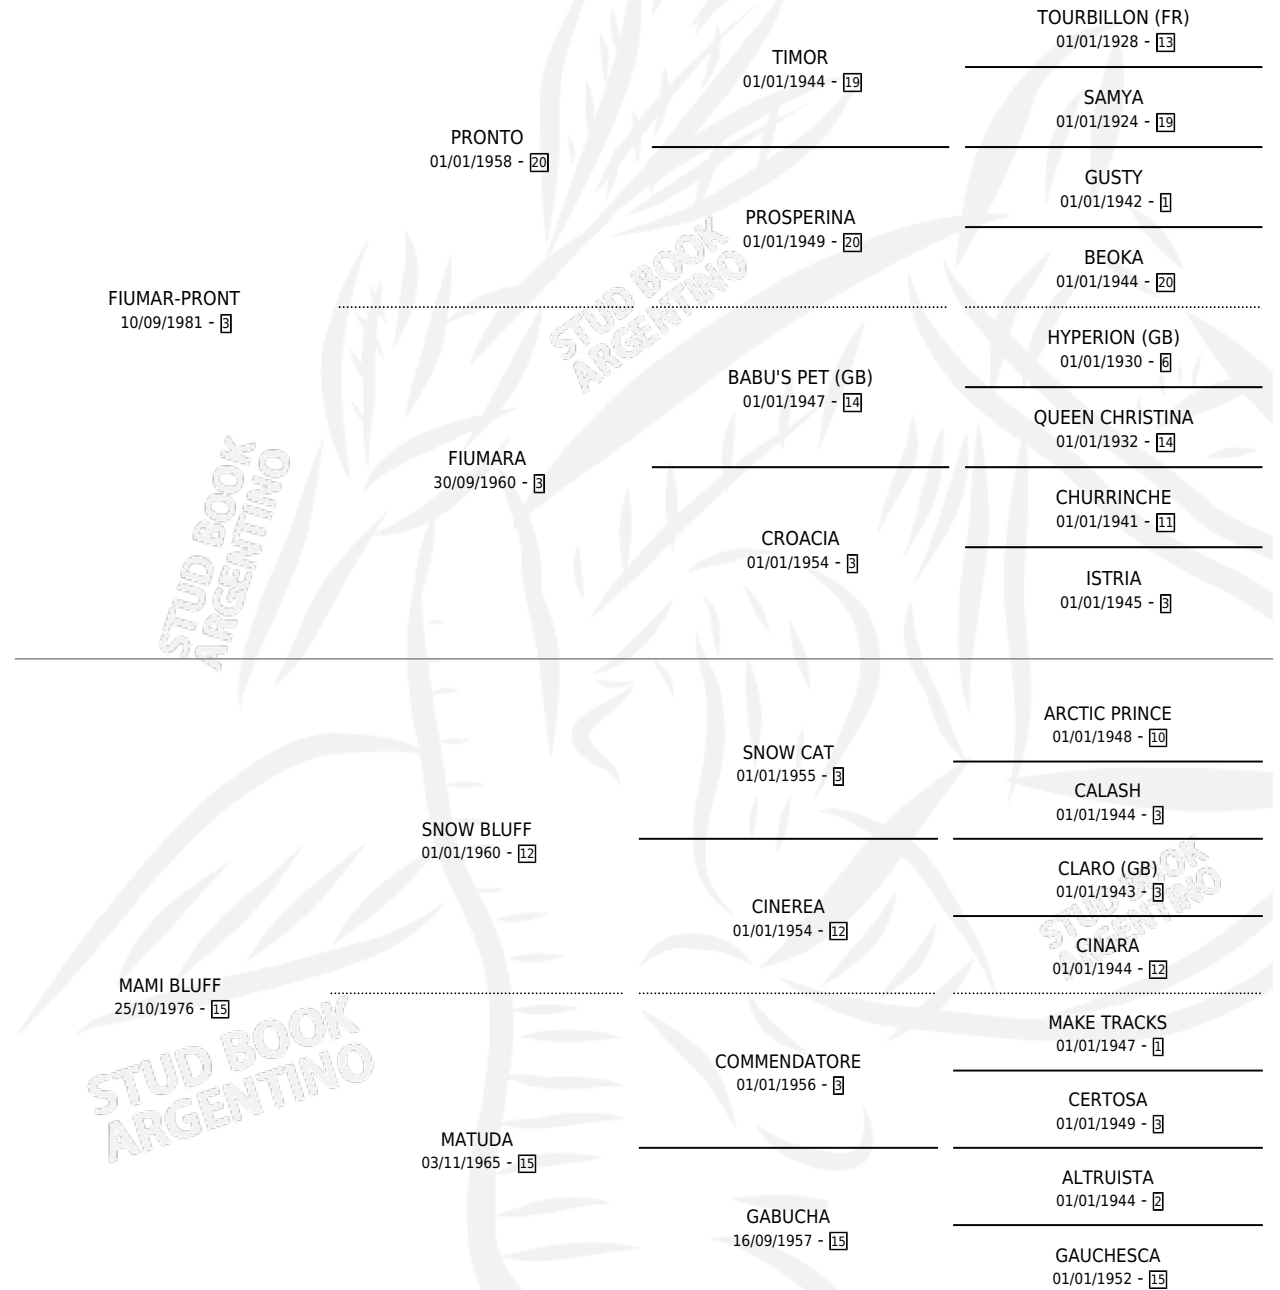 TOURBILLON (FR)
01/01/1928 - 13
TIMOR
01/01/1944 - 19
SAMYA
01/01/1924 - 19
PRONTO
01/01/1958 - 20
GUSTY
01/01/1942 - 1
PROSPERINA
01/01/1949 - 20
BEOKA
01/01/1944 - 20
FIUMAR-PRONT
10/09/1981 - 3
STUD BOOK
ARGENTINO
HYPERION (GB)
01/01/1930 - 6
BABU'S PET (GB)
01/01/1947 - 14
QUEEN CHRISTINA
01/01/1932 - 14
FIUMARA
30/09/1960 - 3
CHURRINCHE
01/01/1941 - 11
CROACIA
01/01/1954 - 3
ISTRIA
01/01/1945 - 3
STUD BOOK
ARGENTINO
ARCTIC PRINCE
01/01/1948 - 10
SNOW CAT
01/01/1955 - 3
CALASH
01/01/1944 - 3
SNOW BLUFF
01/01/1960 - 12
CLARO (GB)
01/01/1943 - 3
CINEREA
01/01/1954 - 12
CINARA
01/01/1944 - 12
STUD BOOK
ARGENTINO
MAMI BLUFF
25/10/1976 - 15
MAKE TRACKS
01/01/1947 - 1
COMMENDATORE
01/01/1956 - 3
CERTOSA
01/01/1949 - 3
STUD BOOK
ARGENTINO
MATUDA
03/11/1965 - 15
ALTRUISTA
01/01/1944 - 2
GABUCHA
16/09/1957 - 15
GAUCHESCA
01/01/1952 - 15